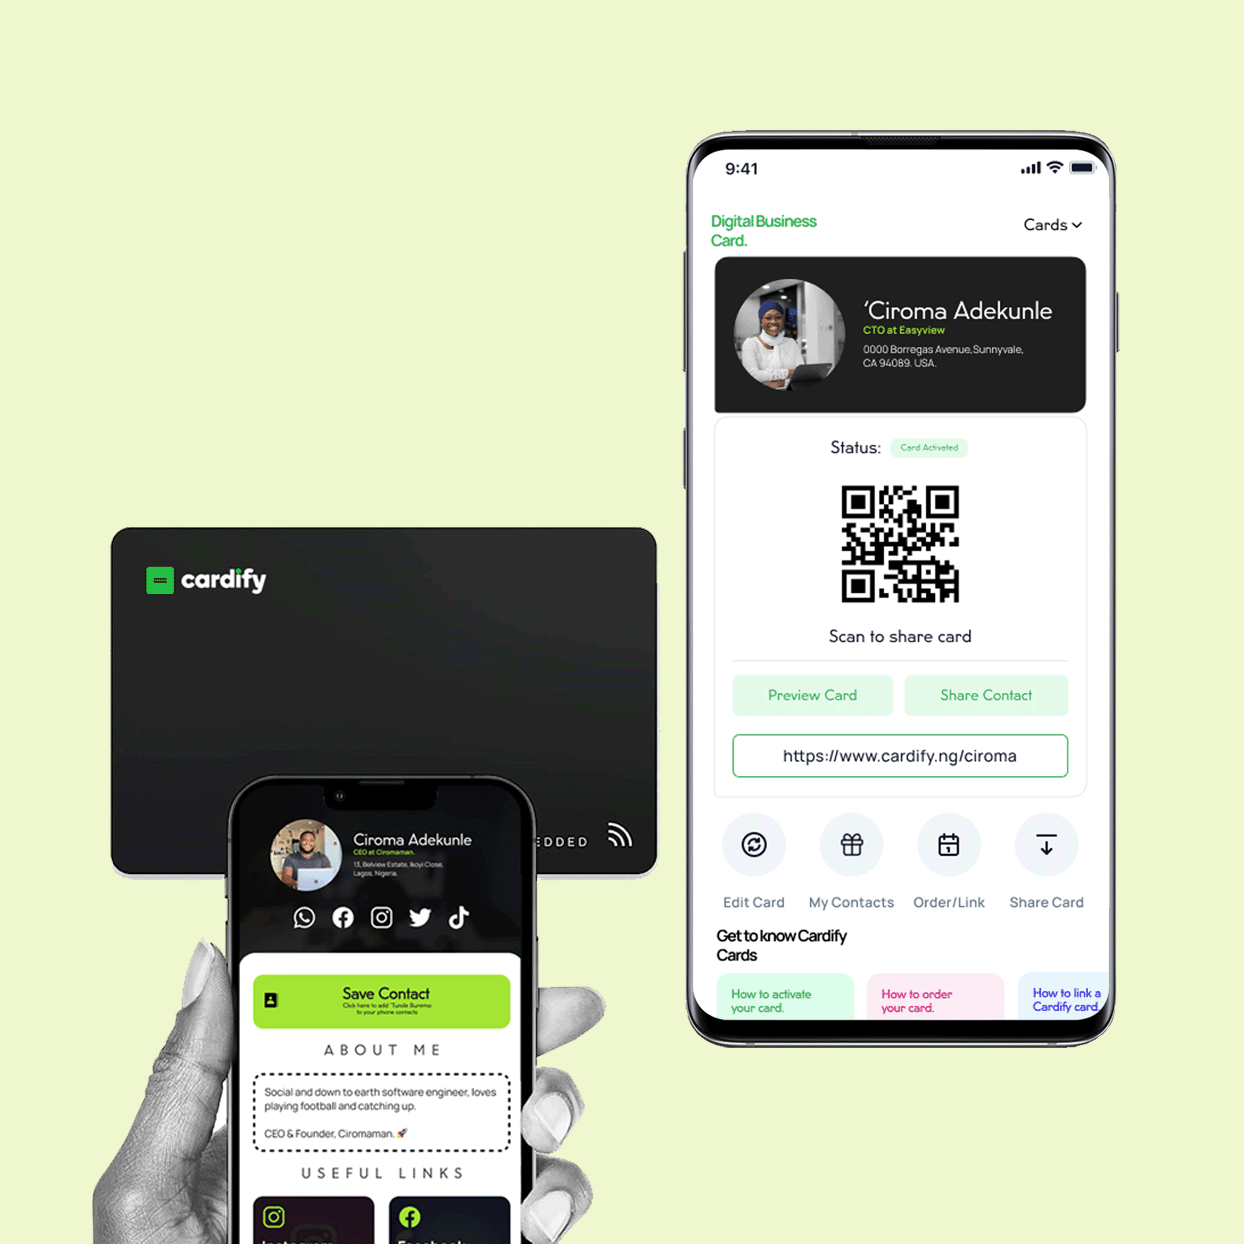 9:41
Digital Business
Card.
Cards
‘Ciroma Adekunle
CTO at Easyview
0000 Borregas Avenue,Sunnyvale,
CA 94089. USA.
Status:
Card Activated
Scan to share card
Preview Card
Share Contact
https://www.cardify.ng/ciroma
Edit Card
My Contacts
Order/Link
Share Card
Get to know Cardify
Cards
How to activate
your card.
How to order
your card.
How to link a
Cardify card.
cardify
EDDED
Ciroma Adekunle
CEO at Ciromaman.
13, Belview Estate, Ikoyi Close,
Lagos, Nigeria.
Save Contact
Click here to add 'Tunde Buremo
to your phone contacts
ABOUT ME
Social and down to earth software engineer, loves
playing football and catching up.
CEO & Founder, Ciromaman. 🚀
USEFUL LINKS
Instagram
Facebook